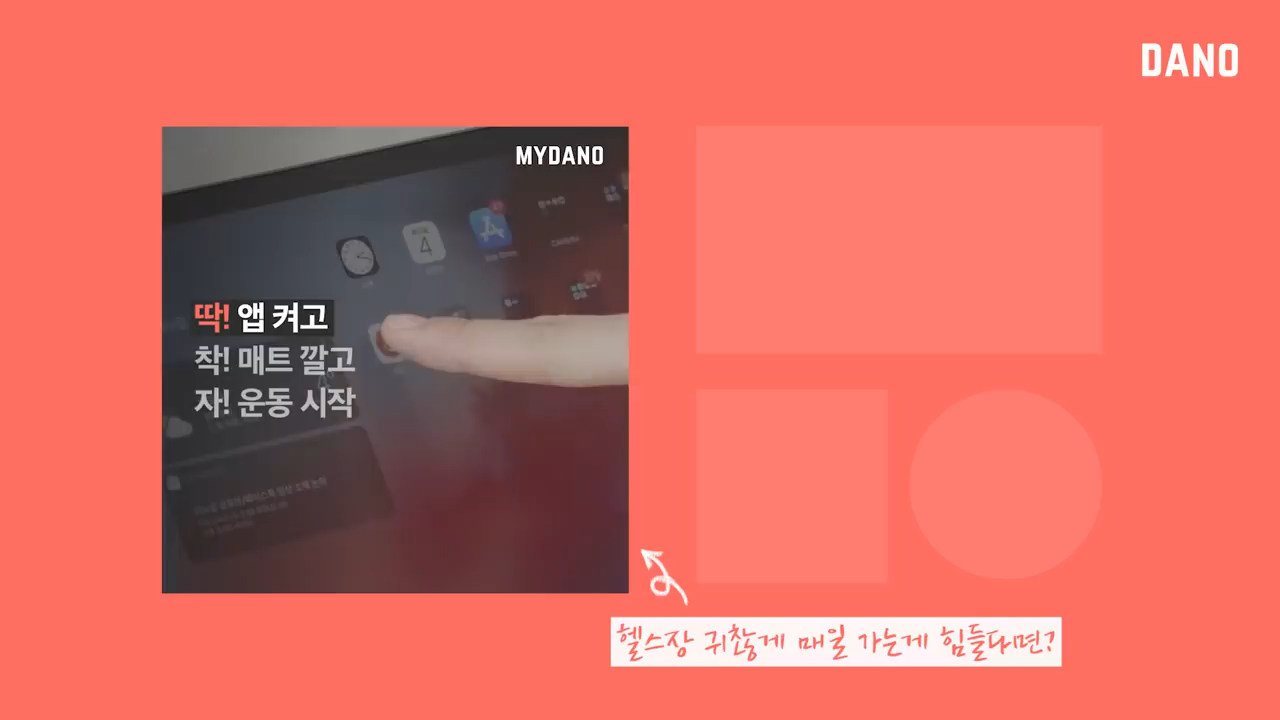 DANO
MYDANO
4
딱! 앱 켜고
착! 매트 깔고
자! 운동 시작
헬스장 귀찮게 매일 가는게 힘들다면?